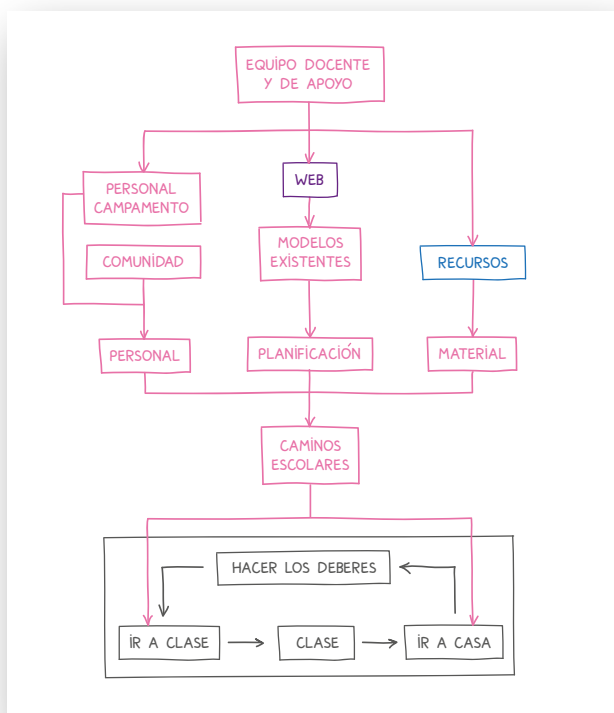 EQUIPO DOCENTE
Y DE APOYO
PERSONAL
CAMPAMENTO
WEB
MODELOS
EXISTENTES
COMUNIDAD
RECURSOS
PERSONAL
PLANIFICACIÓN
MATERIAL
CAMINOS
ESCOLARES
HACER LOS DEBERES
IR A CLASE
CLASE
IR A CASA